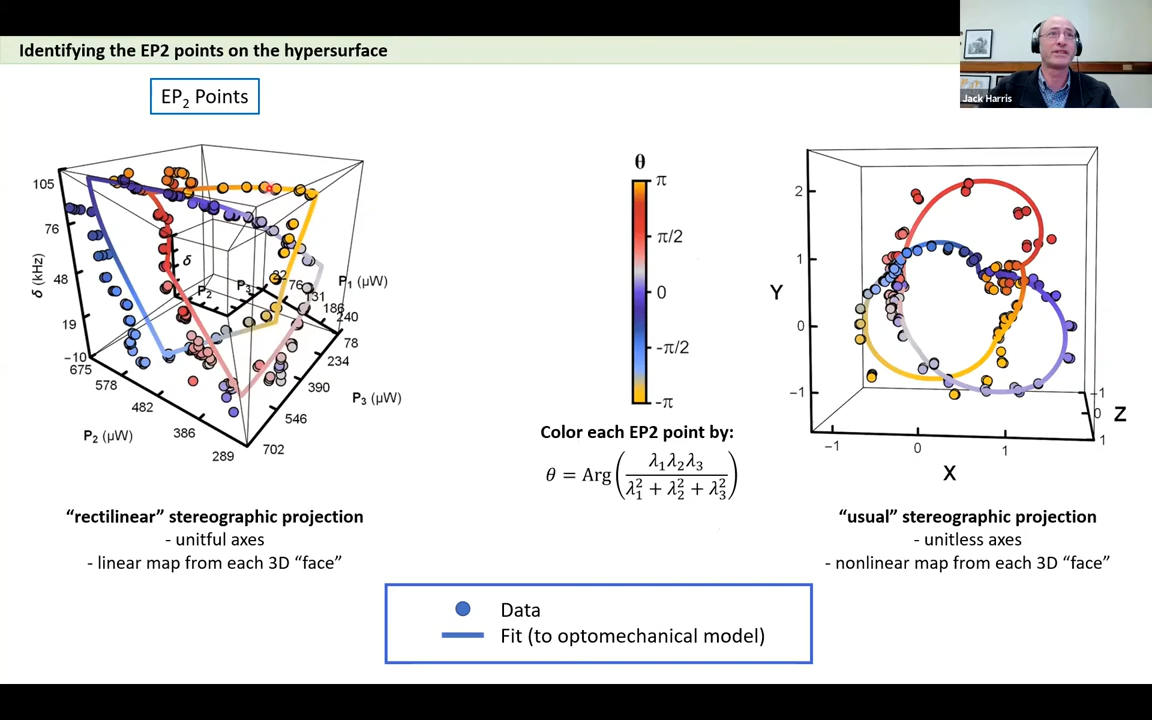 Identifying the EP2 points on the hypersurface
Jack Harris
EP₂ Points
105
76
48
19
−10
δ (kHz)
675
578
482
386
289
P₂ (μW)
702
546
390
234
78
P₃ (μW)
240
186
131
76
22
P₁ (μW)
δ
P₂
P₃
θ
π
π/2
0
-π/2
-π
Color each EP2 point by:
θ = Arg(λ₁λ₂λ₃ / (λ₁² + λ₂² + λ₃²))
2
1
0
−1
Y
−1
0
1
X
−1
0
1
Z
“rectilinear” stereographic projection
- unitful axes
- linear map from each 3D “face”
“usual” stereographic projection
- unitless axes
- nonlinear map from each 3D “face”
Data
Fit (to optomechanical model)